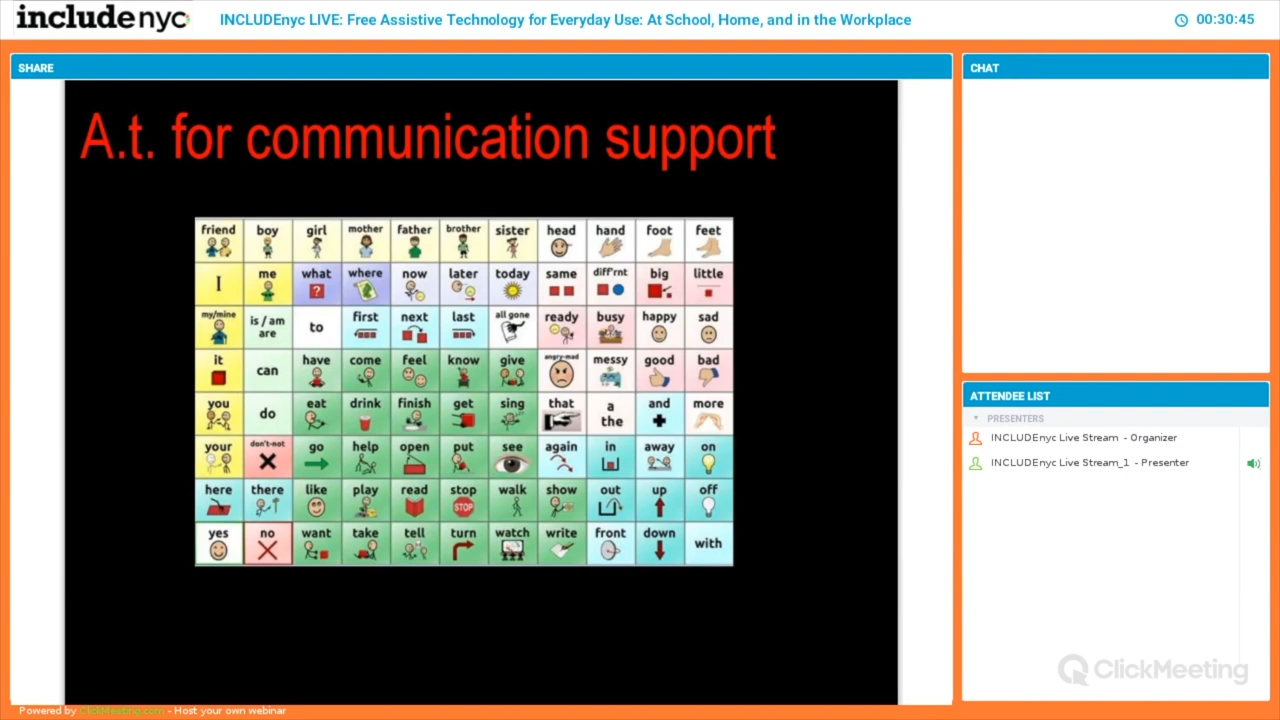 includenyc
INCLUDEnyc LIVE: Free Assistive Technology for Everyday Use: At School, Home, and in the Workplace
00:30:45
SHARE
A.t. for communication support
friend boy girl mother father brother sister head hand foot feet
I me what where now later today same diff'rnt big little
my/mine is / am are to first next last all gone ready busy happy sad
it can have come feel know give angry-mad messy good bad
you do eat drink finish get sing that a the and more
your don't-not go help open put see again in away on
here there like play read stop walk show out up off
STOP
yes no want take tell turn watch write front down with
CHAT
ATTENDEE LIST
PRESENTERS
INCLUDEnyc Live Stream - Organizer
INCLUDEnyc Live Stream_1 - Presenter
ClickMeeting
Powered by ClickMeeting.com - Host your own webinar